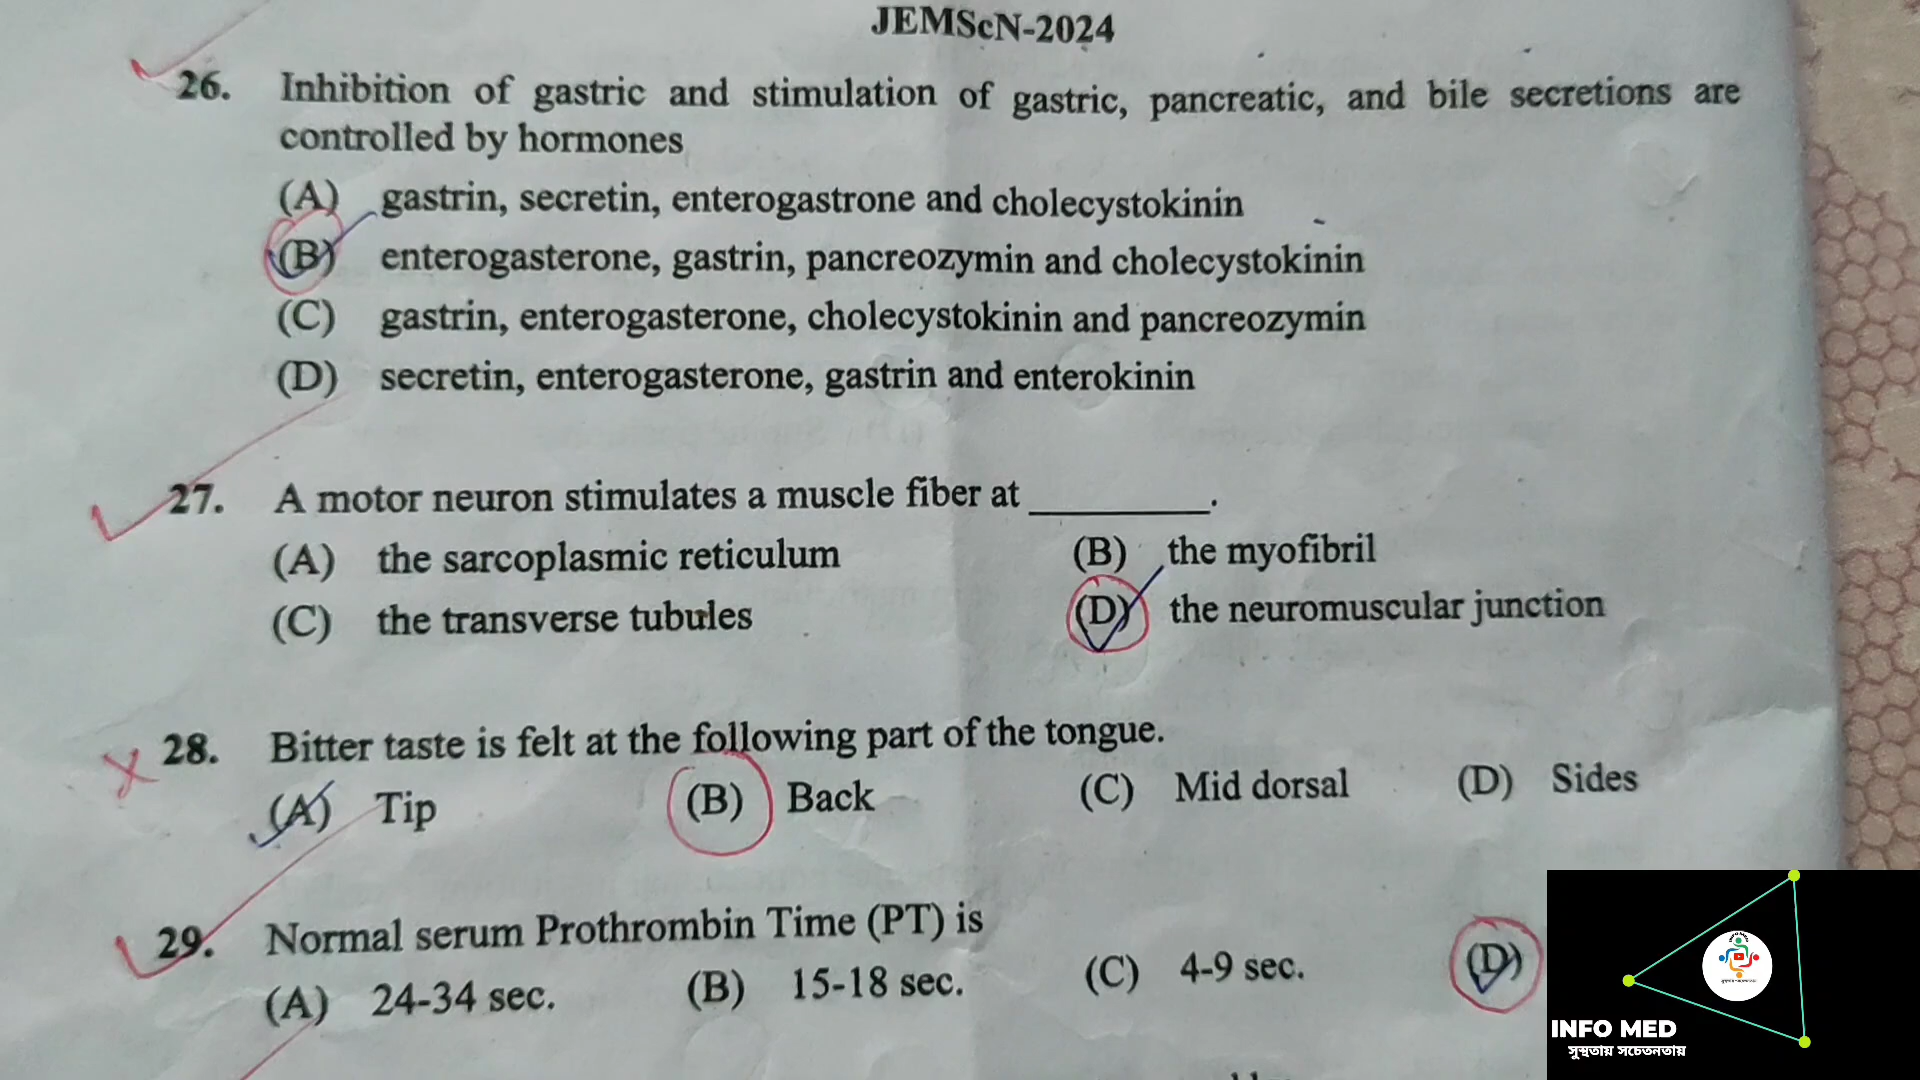 JEMScN-2024
26. Inhibition of gastric and stimulation of gastric, pancreatic, and bile secretions are
controlled by hormones
(A) gastrin, secretin, enterogastrone and cholecystokinin
(B) enterogasterone, gastrin, pancreozymin and cholecystokinin
(C) gastrin, enterogasterone, cholecystokinin and pancreozymin
(D) secretin, enterogasterone, gastrin and enterokinin
27. A motor neuron stimulates a muscle fiber at __________.
(A) the sarcoplasmic reticulum (B) the myofibril
(C) the transverse tubules (D) the neuromuscular junction
28. Bitter taste is felt at the following part of the tongue.
(A) Tip (B) Back (C) Mid dorsal (D) Sides
29. Normal serum Prothrombin Time (PT) is
(A) 24-34 sec. (B) 15-18 sec. (C) 4-9 sec. (D)
INFO MED
সুস্থতায় সচেতনতায়